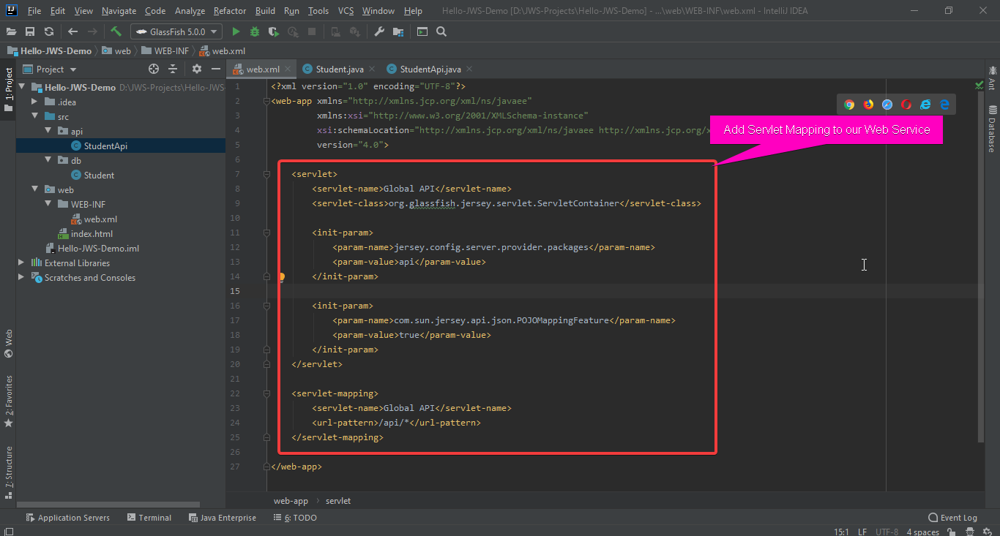 File Edit View Navigate Code Analyze Refactor Build Run Tools VCS Window Help Hello-JWS-Demo [D:\JWS-Projects\Hello-JWS-Demo] - ...\web\WEB-INF\web.xml - IntelliJ IDEA
GlassFish 5.0.0
Hello-JWS-Demo web WEB-INF web.xml
Project
web.xml Student.java StudentApi.java
1: Project
Hello-JWS-Demo D:\JWS-Projects\Hello-JWS
.idea
src
api
StudentApi
db
Student
web
WEB-INF
web.xml
index.html
Hello-JWS-Demo.iml
External Libraries
Scratches and Consoles
Web
2: Favorites
7: Structure
1 <?xml version="1.0" encoding="UTF-8"?>
2 <web-app xmlns="http://xmlns.jcp.org/xml/ns/javaee"
3 xmlns:xsi="http://www.w3.org/2001/XMLSchema-instance"
4 xsi:schemaLocation="http://xmlns.jcp.org/xml/ns/javaee http://xmlns.jcp.org/
5 version="4.0">
6
7 <servlet>
8 <servlet-name>Global API</servlet-name>
9 <servlet-class>org.glassfish.jersey.servlet.ServletContainer</servlet-class>
10
11 <init-param>
12 <param-name>jersey.config.server.provider.packages</param-name>
13 <param-value>api</param-value>
14 </init-param>
15
16 <init-param>
17 <param-name>com.sun.jersey.api.json.POJOMappingFeature</param-name>
18 <param-value>true</param-value>
19 </init-param>
20 </servlet>
21
22 <servlet-mapping>
23 <servlet-name>Global API</servlet-name>
24 <url-pattern>/api/*</url-pattern>
25 </servlet-mapping>
26
27 </web-app>
Add Servlet Mapping to our Web Service
Ant
Database
web-app servlet
Application Servers Terminal Java Enterprise 6: TODO Event Log
15:1 LF UTF-8 4 spaces